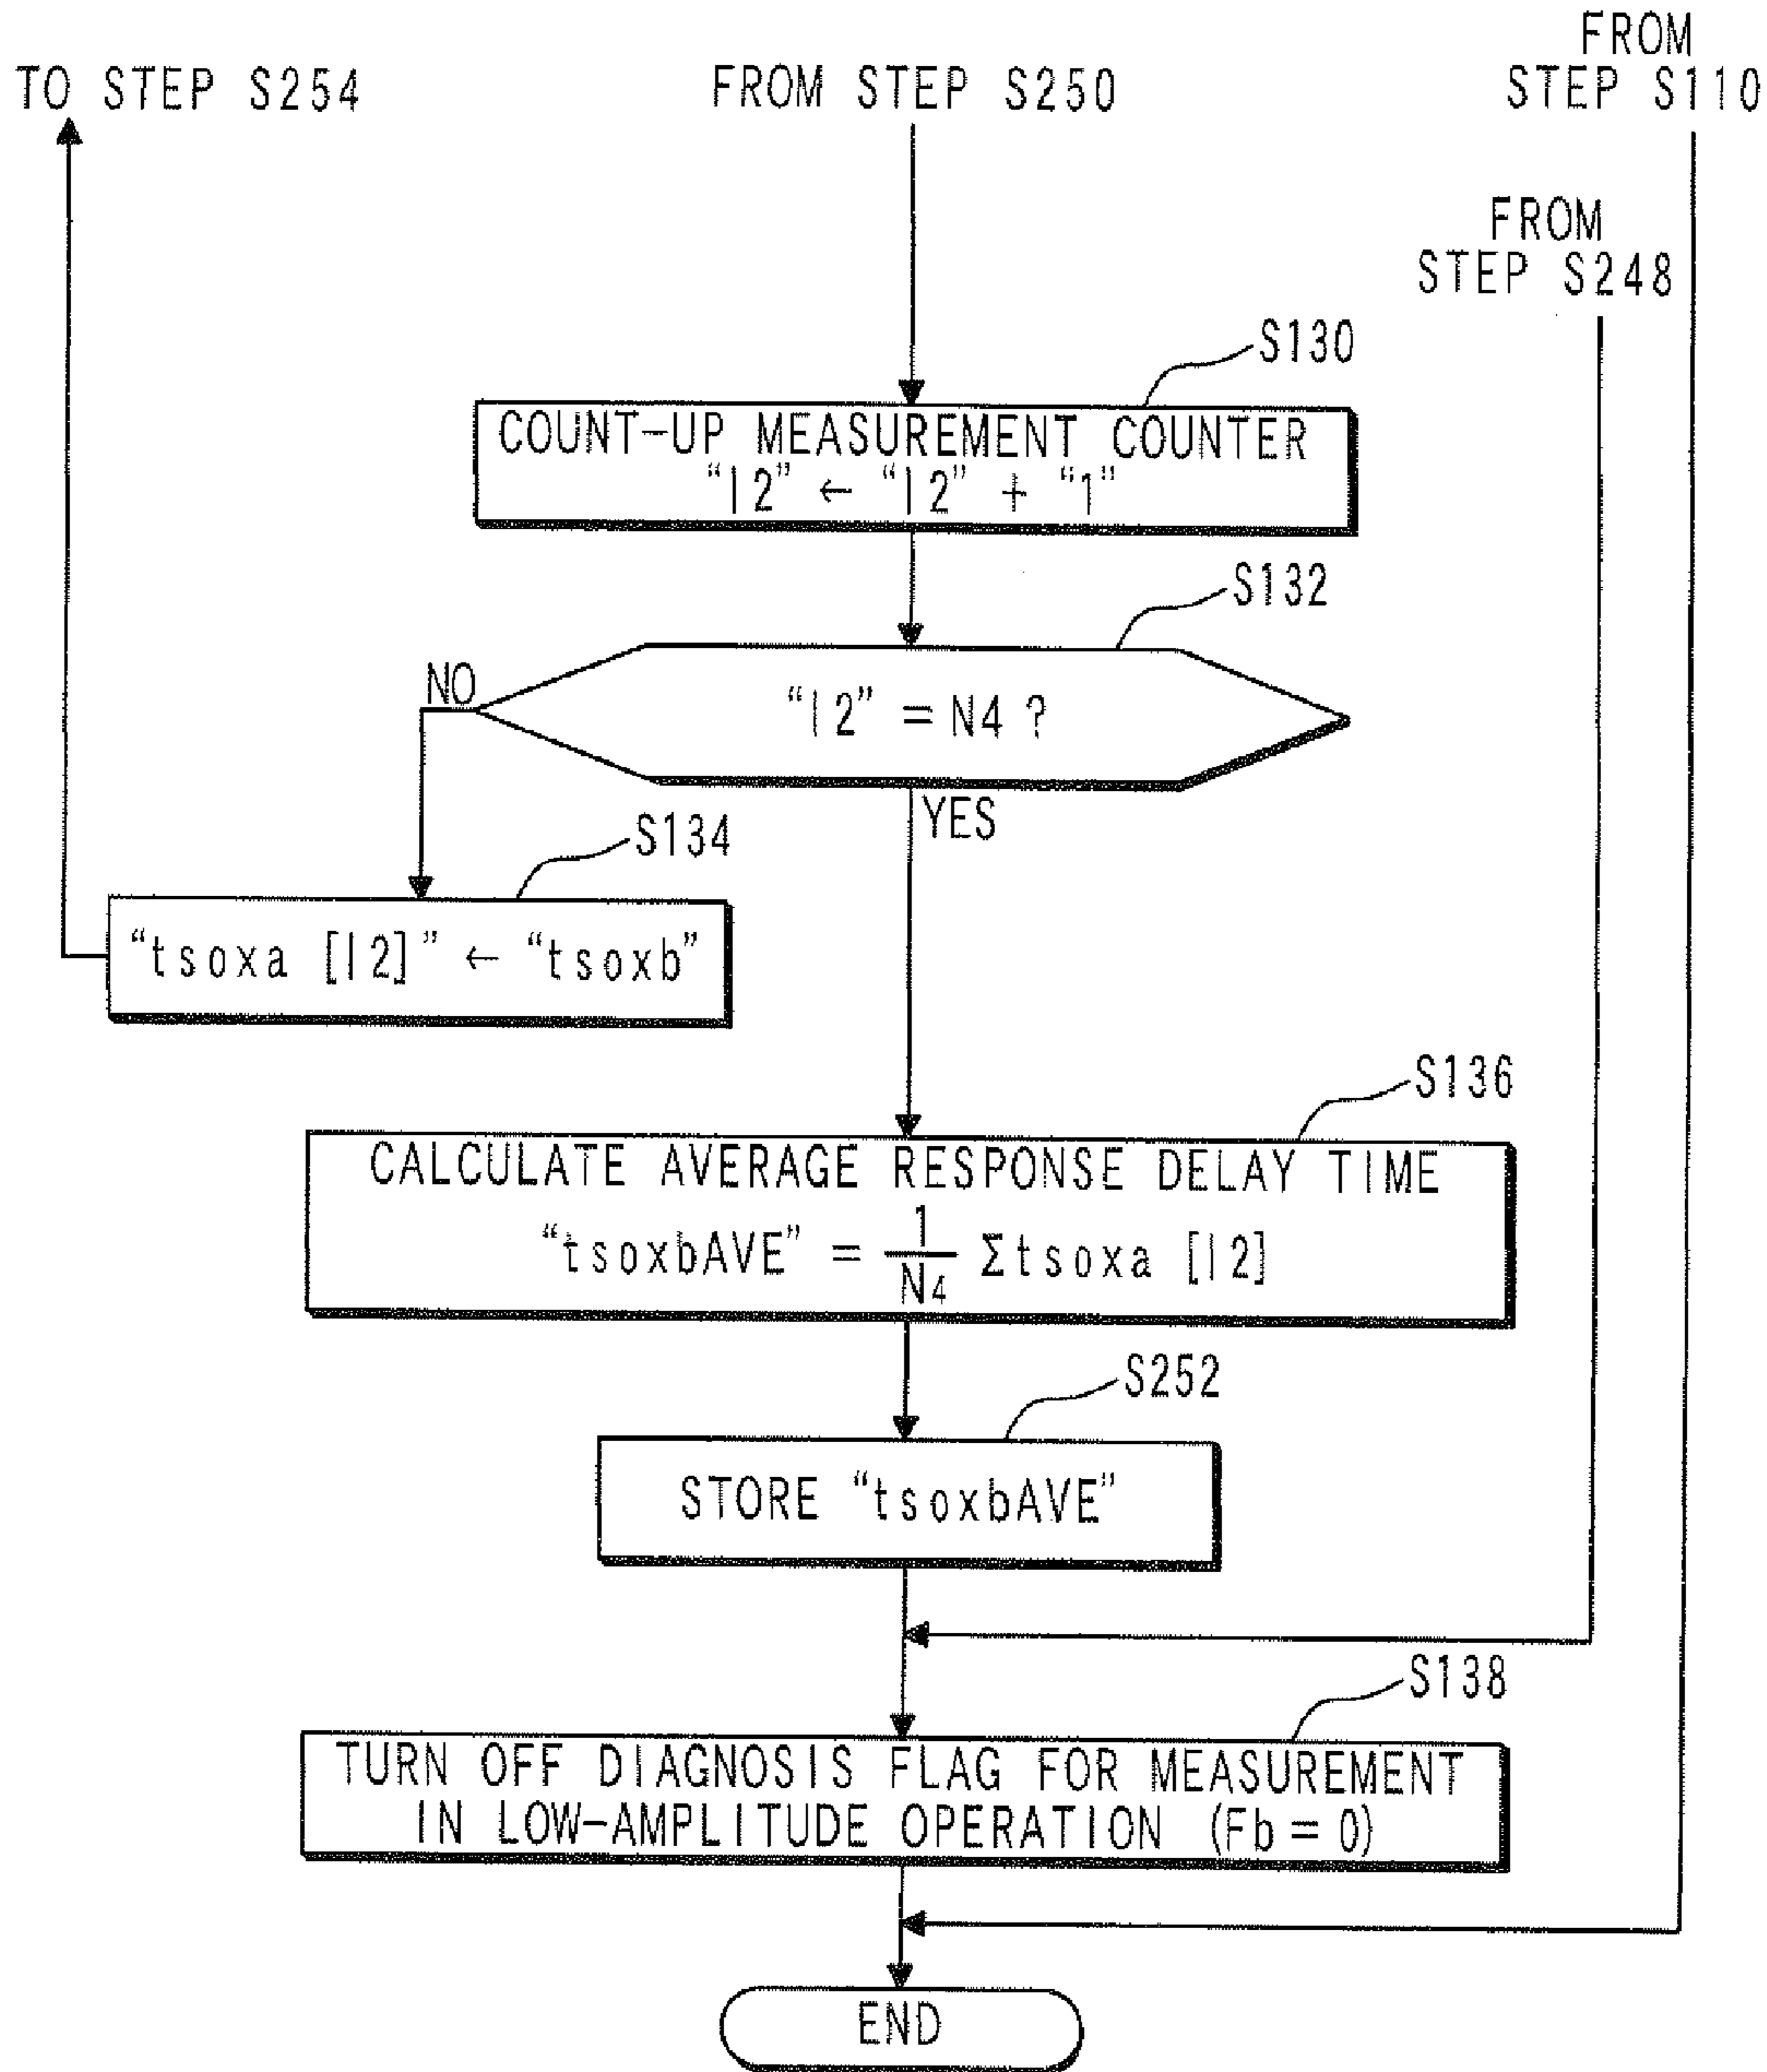 FROM
STEP S110
TO STEP S254
FROM STEP S250
FROM
STEP S248
S130
COUNT-UP MEASUREMENT COUNTER
“I2” ← “I2” + “1”
S132
“I2” = N4 ?
NO
YES
S134
“tsoxa [I2]” ← “tsoxb”
S136
CALCULATE AVERAGE RESPONSE DELAY TIME
“tsoxbAVE” = 1/N4 Σtsoxa [I2]
S252
STORE “tsoxbAVE”
S138
TURN OFF DIAGNOSIS FLAG FOR MEASUREMENT
IN LOW-AMPLITUDE OPERATION (Fb = 0)
END